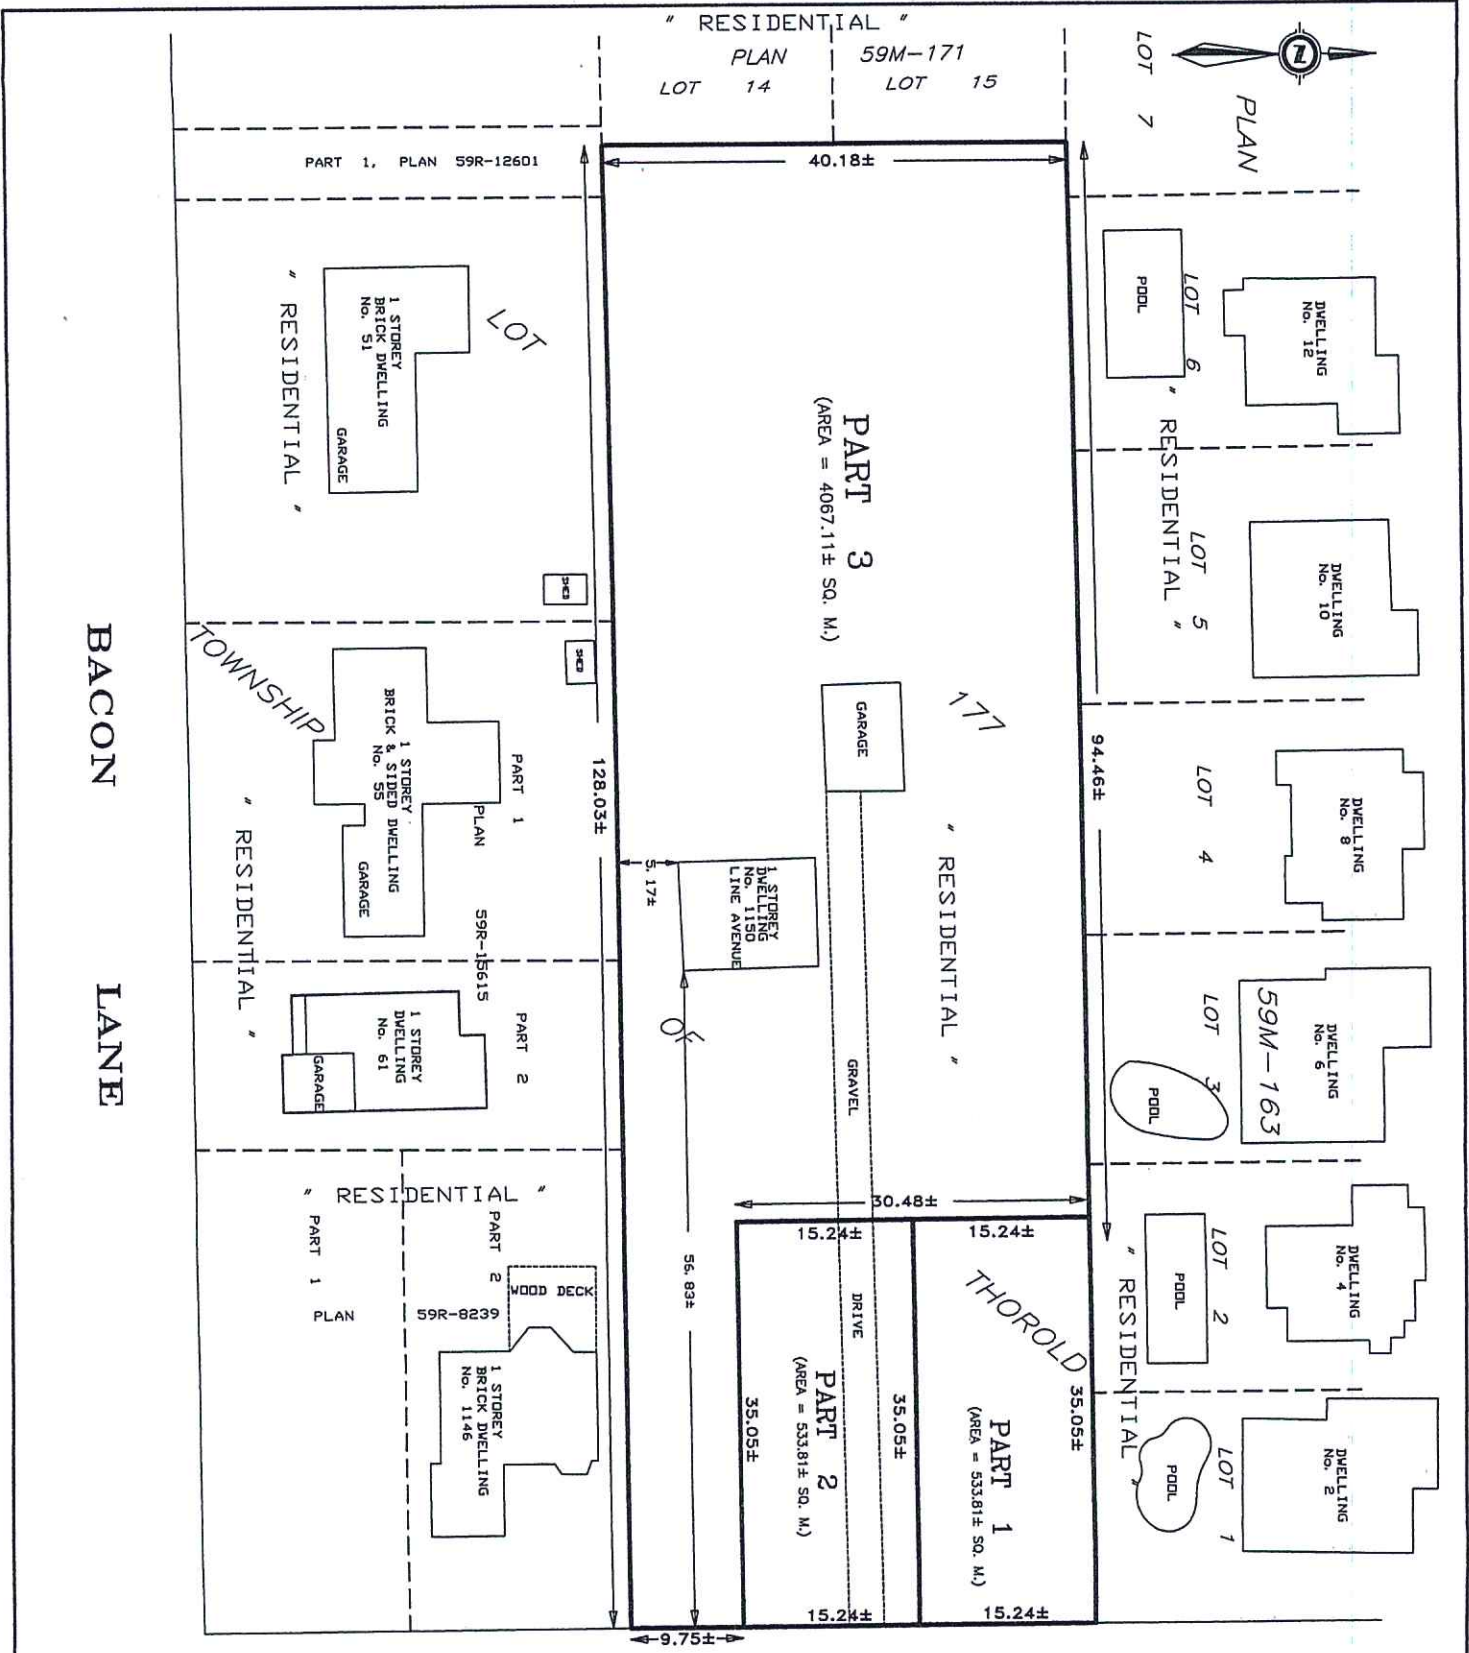 " RESIDENTIAL "
PLAN 59M-171
LOT 14 LOT 15
LOT 7
PLAN
Z
PART 1, PLAN 59R-12601
40.18±
" RESIDENTIAL "
1 STOREY
BRICK DWELLING
No. 51
GARAGE
LOT
SHED
SHED
TOWNSHIP
PART 3
(AREA = 4067.11± SQ. M.)
177
GARAGE
POOL
LOT 6
DWELLING
No. 12
" RESIDENTIAL "
LOT 5
DWELLING
No. 10
94.46±
LOT 4
DWELLING
No. 8
BACON LANE
" RESIDENTIAL "
1 STOREY
BRICK & SIDED DWELLING
No. 55
GARAGE
PART 1
PLAN 59R-15615
128.03±
5.17±
1 STOREY
DWELLING
No. 1150
LINE AVENUE
" RESIDENTIAL "
OF
GRAVEL DRIVE
LOT 3
59M-163
DWELLING
No. 6
POOL
PART 2
1 STOREY
DWELLING
No. 61
GARAGE
" RESIDENTIAL "
PART 1
PART 2
PLAN 59R-8239
WOOD DECK
1 STOREY
BRICK DWELLING
No. 1146
56.83±
30.48±
15.24± 15.24±
THOROLD
35.05±
PART 2
(AREA = 533.81± SQ. M.)
35.05±
PART 1
(AREA = 533.81± SQ. M.)
35.05±
" RESIDENTIAL "
LOT 2
POOL
DWELLING
No. 4
LOT 1
POOL
DWELLING
No. 2
15.24± 15.24±
9.75±